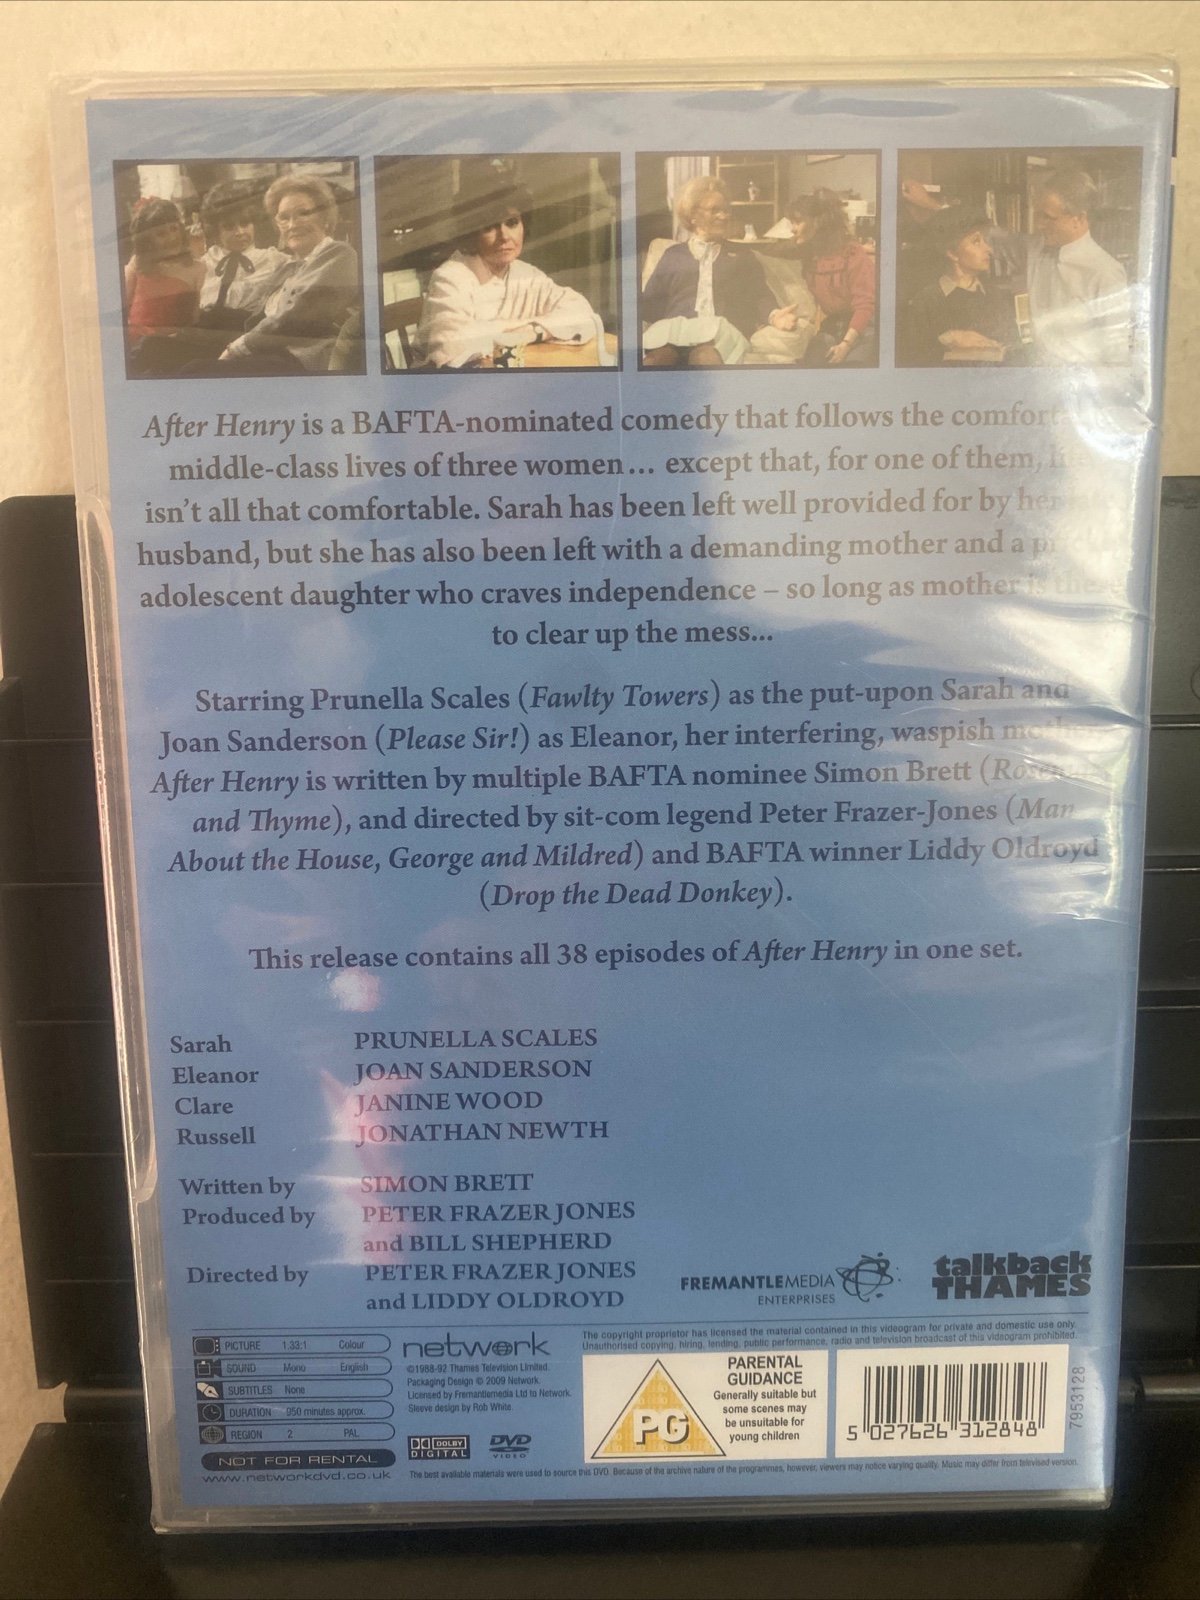 After Henry is a BAFTA-nominated comedy that follows the comfort
middle-class lives of three women... except that, for one of them,
isn't all that comfortable. Sarah has been left well provided for by her
husband, but she has also been left with a demanding mother and a
adolescent daughter who craves independence – so long as mother is there
to clear up the mess...
Starring Prunella Scales (Fawlty Towers) as the put-upon Sarah and
Joan Sanderson (Please Sir!) as Eleanor, her interfering, waspish mother.
After Henry is written by multiple BAFTA nominee Simon Brett (Rosemary
and Thyme), and directed by sit-com legend Peter Frazer-Jones (Man
About the House, George and Mildred) and BAFTA winner Liddy Oldroyd
(Drop the Dead Donkey).
This release contains all 38 episodes of After Henry in one set.
Sarah PRUNELLA SCALES
Eleanor JOAN SANDERSON
Clare JANINE WOOD
Russell JONATHAN NEWTH
Written by SIMON BRETT
Produced by PETER FRAZER JONES
and BILL SHEPHERD
Directed by PETER FRAZER JONES
and LIDDY OLDROYD
FREMANTLEMEDIA
ENTERPRISES
talkback
THAMES
PICTURE 1.33:1 Colour
SOUND Mono English
SUBTITLES None
DURATION 950 minutes approx.
REGION 2 PAL
NOT FOR RENTAL
www.networkdvd.co.uk
network
©1988-92 Thames Television Limited.
Packaging Design © 2009 Network.
Licensed by Fremantlemedia Ltd to Network.
Sleeve design by Rob White.
DOLBY
DIGITAL
DVD
VIDEO
The copyright proprietor has licensed the material contained in this videogram for private and domestic use only.
Unauthorised copying, hiring, lending, public performance, radio and television broadcast of this videogram prohibited.
PG
PARENTAL
GUIDANCE
Generally suitable but
some scenes may
be unsuitable for
young children
5 027626 312848
7953128
The best available materials were used to source this DVD. Because of the archive nature of the programmes, however, viewers may notice varying quality. Music may differ from televised version.